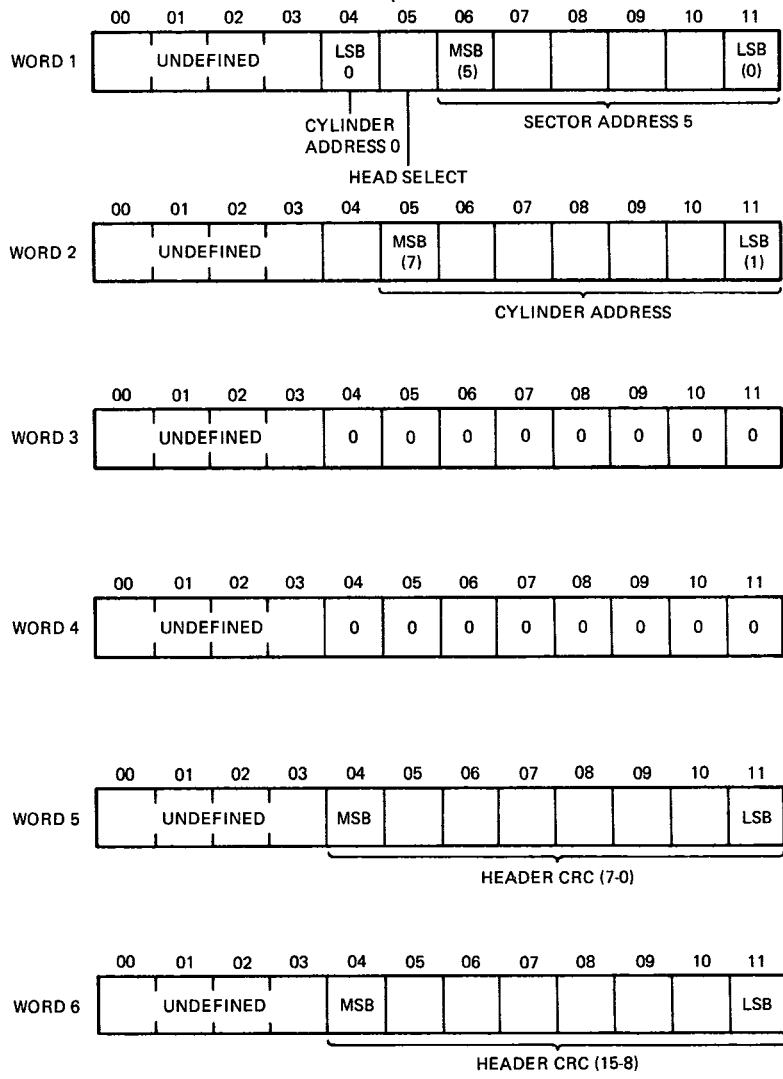 00 01 02 03 04 05 06 07 08 09 10 11
WORD 1 UNDEFINED LSB 0 MSB (5) LSB (0)
CYLINDER ADDRESS 0
SECTOR ADDRESS 5
HEAD SELECT
00 01 02 03 04 05 06 07 08 09 10 11
WORD 2 UNDEFINED MSB (7) LSB (1)
CYLINDER ADDRESS
00 01 02 03 04 05 06 07 08 09 10 11
WORD 3 UNDEFINED 0 0 0 0 0 0 0 0
00 01 02 03 04 05 06 07 08 09 10 11
WORD 4 UNDEFINED 0 0 0 0 0 0 0 0
00 01 02 03 04 05 06 07 08 09 10 11
WORD 5 UNDEFINED MSB LSB
HEADER CRC (7-0)
00 01 02 03 04 05 06 07 08 09 10 11
WORD 6 UNDEFINED MSB LSB
HEADER CRC (15-8)